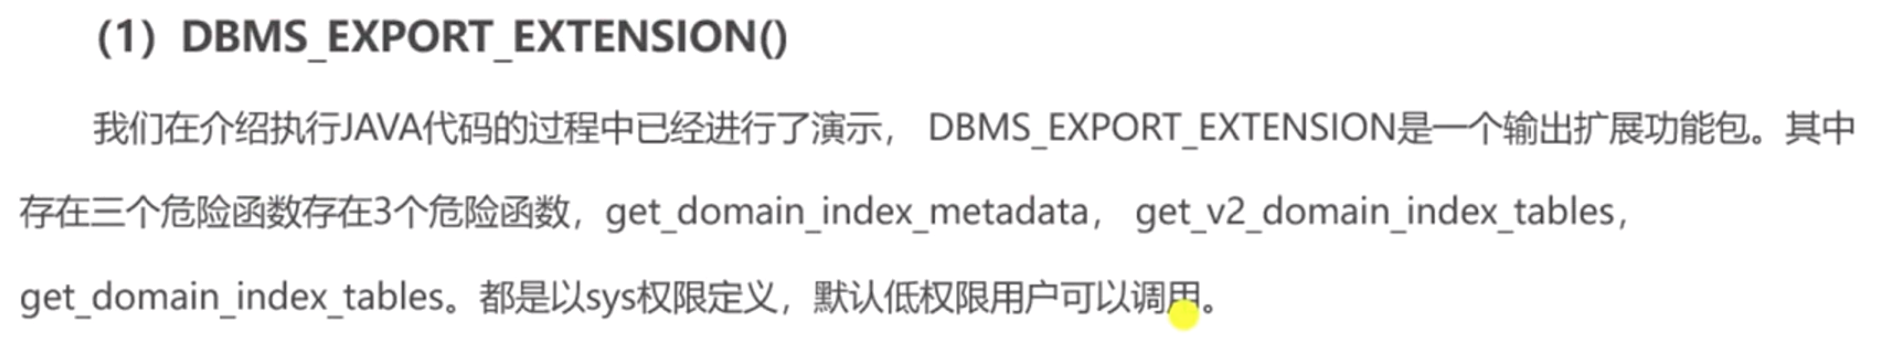 （1）DBMS_EXPORT_EXTENSION()
我们在介绍执行JAVA代码的过程中已经进行了演示， DBMS_EXPORT_EXTENSION是一个输出扩展功能包。其中
存在三个危险函数存在3个危险函数，get_domain_index_metadata， get_v2_domain_index_tables，
get_domain_index_tables。都是以sys权限定义，默认低权限用户可以调用。